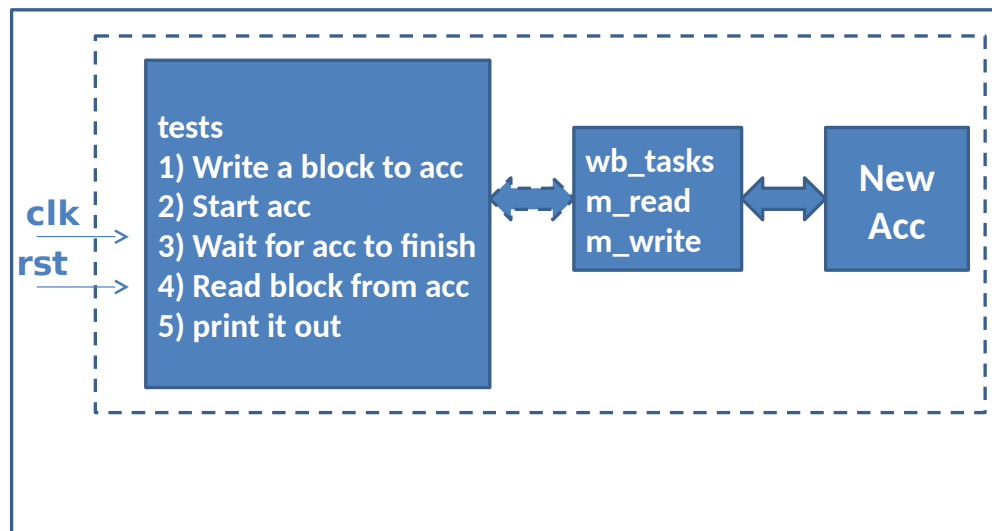 clk
rst
tests
1) Write a block to acc
2) Start acc
3) Wait for acc to finish
4) Read block from acc
5) print it out
wb_tasks
m_read
m_write
New
Acc